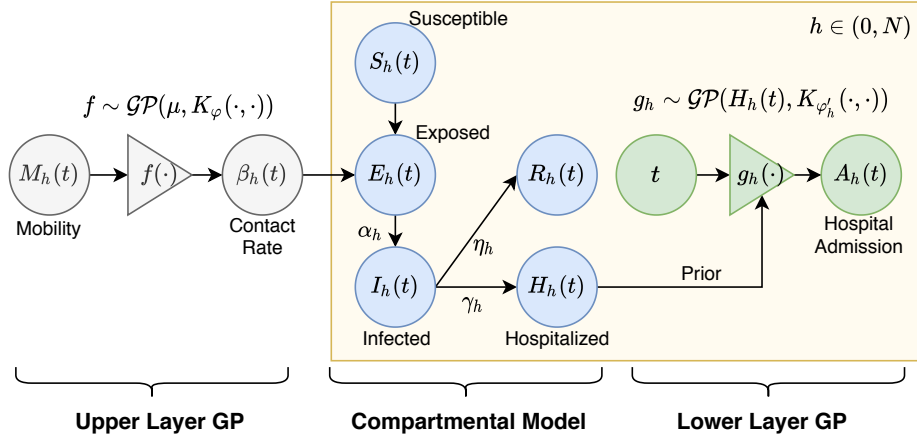 Susceptible
h ∈ (0, N)
S_h(t)
f ∼ 𝒢𝒫(μ, K_φ(·,·))
g_h ∼ 𝒢𝒫(H_h(t), K_{φ'_h}(·,·))
Exposed
M_h(t)
f(·)
β_h(t)
E_h(t)
R_h(t)
t
g_h(·)
A_h(t)
Mobility
Contact
Rate
Hospital
Admission
α_h
η_h
I_h(t)
γ_h
H_h(t)
Prior
Infected
Hospitalized
Upper Layer GP
Compartmental Model
Lower Layer GP